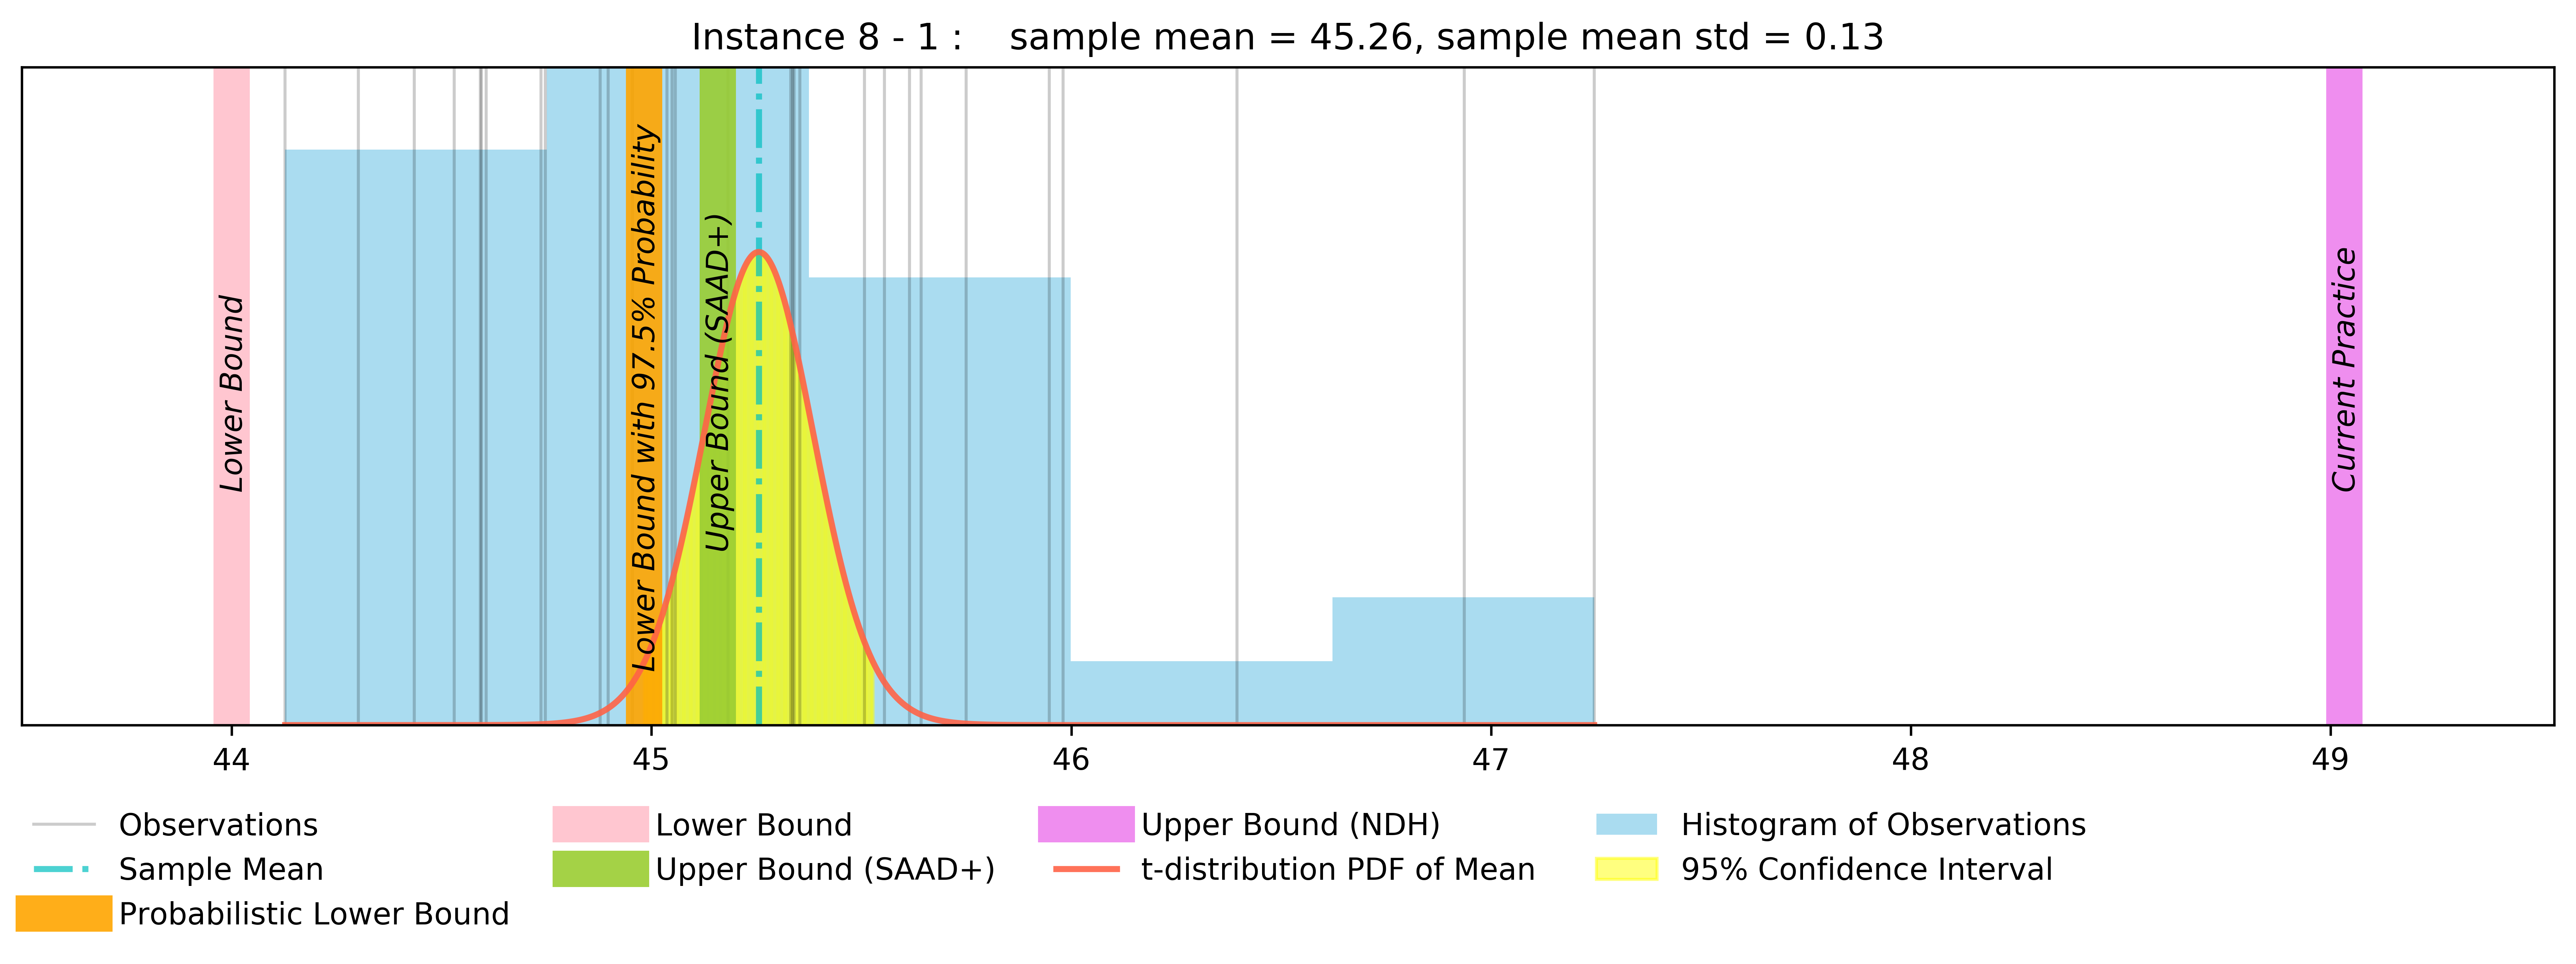 Instance 8 - 1 :    sample mean = 45.26, sample mean std = 0.13
Lower Bound
Lower Bound with 97.5% Probability
Upper Bound (SAAD+)
Current Practice
44
45
46
47
48
49
Observations
Sample Mean
Probabilistic Lower Bound
Lower Bound
Upper Bound (SAAD+)
Upper Bound (NDH)
t-distribution PDF of Mean
Histogram of Observations
95% Confidence Interval